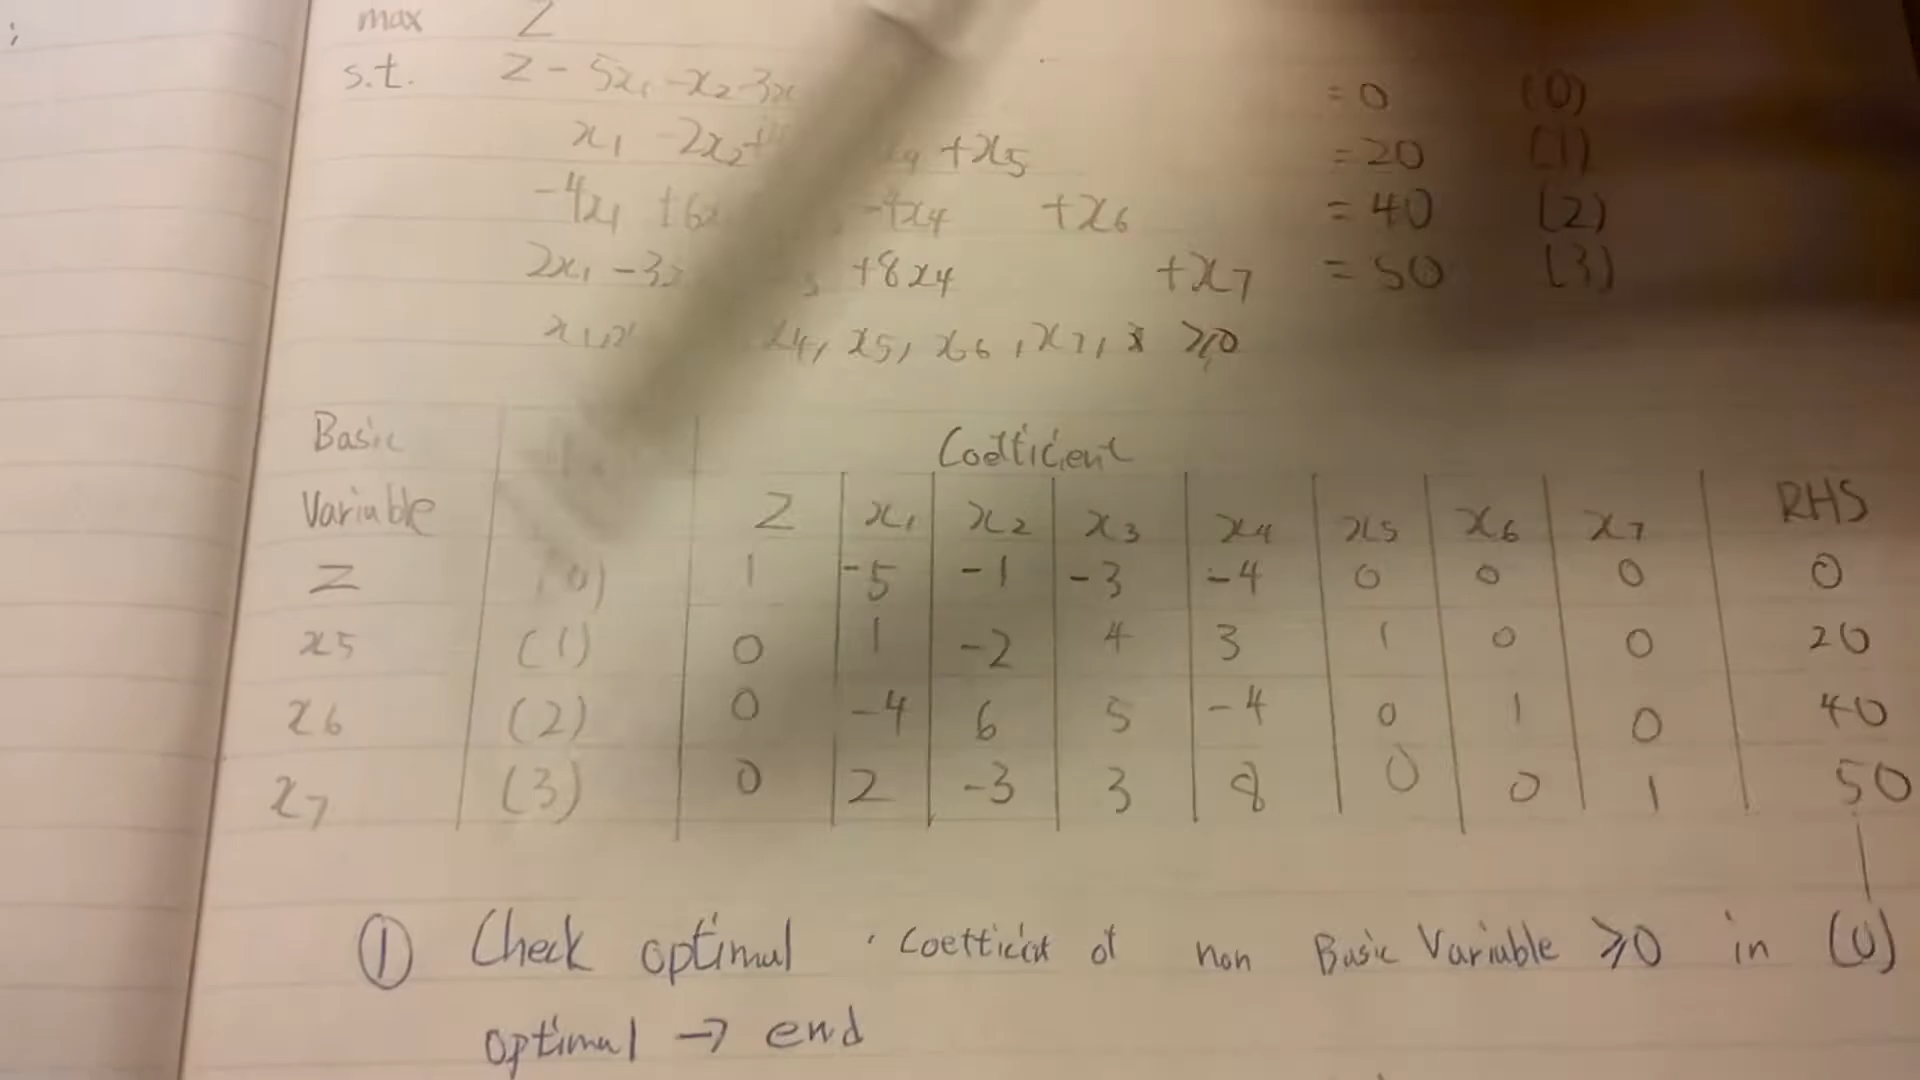 ;
max Z
s.t. Z - 5x₁ - x₂ - 3x = 0 (0)
x₁ - 2x₂ + +x₅ = 20 (1)
-4x₁ +6x -4x₄ +x₆ = 40 (2)
2x₁ - 3x +8x₄ +x₇ = 50 (3)
x₁, x₄, x₅, x₆, x₇, ≥0
Basic Coefficient
Variable Z x₁ x₂ x₃ x₄ x₅ x₆ x₇ RHS
Z (0) 1 -5 -1 -3 -4 0 0 0 0
x₅ (1) 0 1 -2 4 3 1 0 0 20
x₆ (2) 0 -4 6 5 -4 0 1 0 40
x₇ (3) 0 2 -3 3 8 0 0 1 50
① Check optimal . Coefficient of non Basic Variable ≥0 in (0)
optimal → end